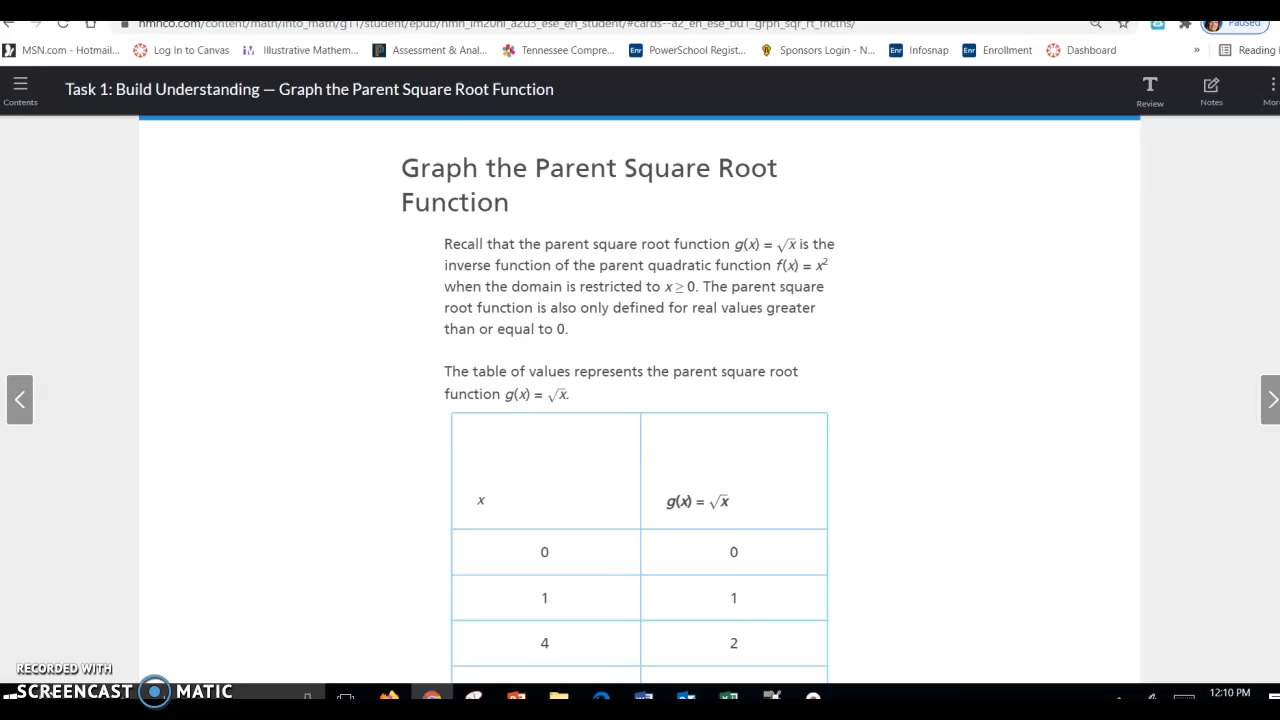 MSN.com - Hotmail...
Log In to Canvas
Illustrative Mathem...
Assessment & Anal...
Tennessee Compre...
Enr
PowerSchool Regist...
Sponsors Login - N...
Enr
Infosnap
Enr
Enrollment
Dashboard
»
Reading
Paused
Contents
Task 1: Build Understanding — Graph the Parent Square Root Function
T
Review
Notes
Mor
Graph the Parent Square Root
Function
Recall that the parent square root function g(x) = √x is the
inverse function of the parent quadratic function f(x) = x²
when the domain is restricted to x ≥ 0. The parent square
root function is also only defined for real values greater
than or equal to 0.
The table of values represents the parent square root
function g(x) = √x.
x g(x) = √x
0 0
1 1
4 2
RECORDED WITH
SCREENCAST MATIC
12:10 PM